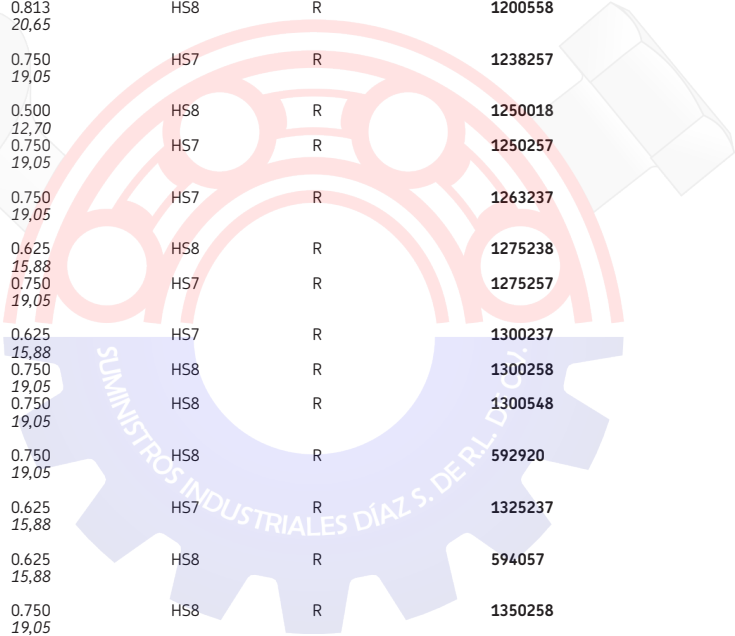 0.813 HS8 R 1200558
20,65
0.750 HS7 R 1238257
19,05
0.500 HS8 R 1250018
12,70
0.750 HS7 R 1250257
19,05
0.750 HS7 R 1263237
19,05
0.625 HS8 R 1275238
15,88
0.750 HS7 R 1275257
19,05
0.625 HS7 R 1300237
15,88
0.750 HS8 R 1300258
19,05
0.750 HS8 R 1300548
19,05
0.750 HS8 R 592920
19,05
0.625 HS7 R 1325237
15,88
0.625 HS8 R 594057
15,88
0.750 HS8 R 1350258
19,05
SUMINISTROS INDUSTRIALES DÍAZ S. DE R.L. DE C.V.